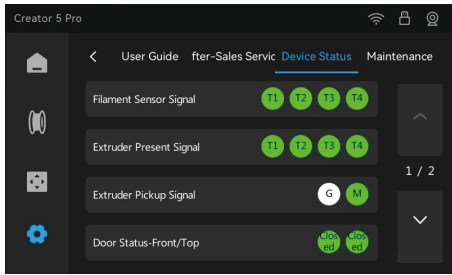 Creator 5 Pro
User Guide fter-Sales Servic Device Status Maintenance
Filament Sensor Signal T1 T2 T3 T4
Extruder Present Signal T1 T2 T3 T4
1 / 2
Extruder Pickup Signal G M
Door Status-Front/Top Clos ed Clos ed